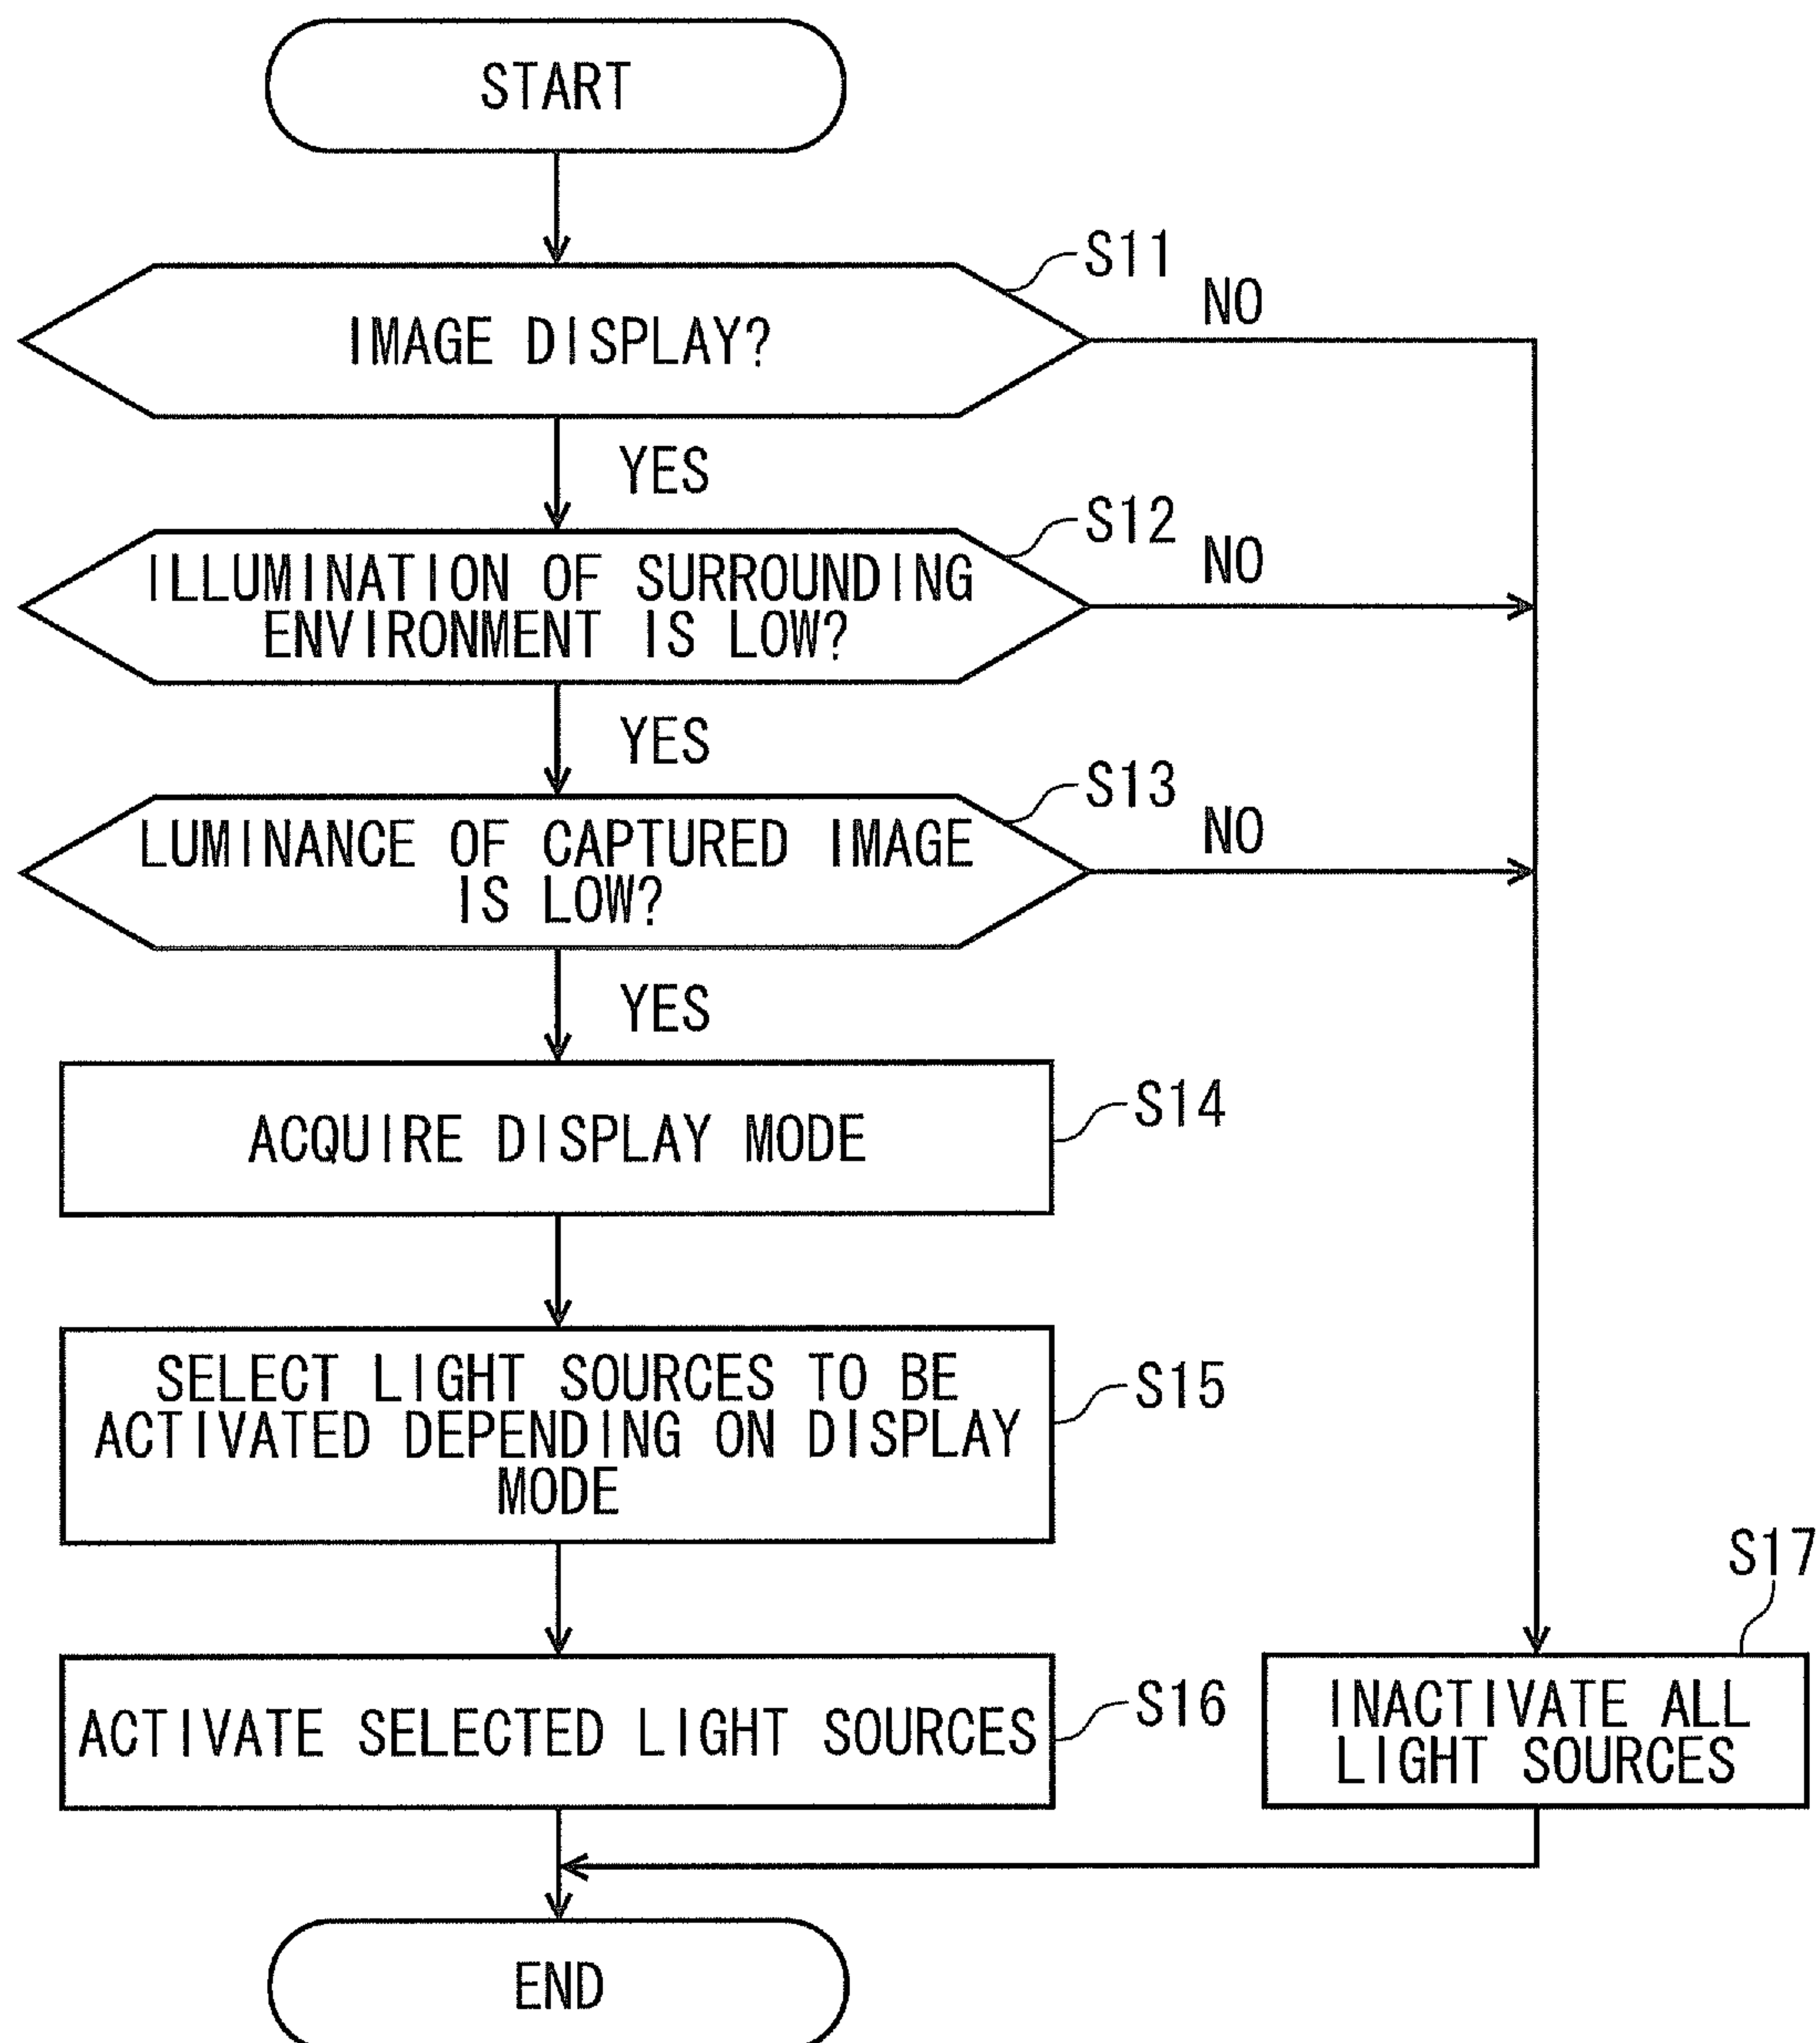 START
S11
IMAGE DISPLAY?
NO
YES
S12
ILLUMINATION OF SURROUNDING
ENVIRONMENT IS LOW?
NO
YES
S13
LUMINANCE OF CAPTURED IMAGE
IS LOW?
NO
YES
S14
ACQUIRE DISPLAY MODE
S15
SELECT LIGHT SOURCES TO BE
ACTIVATED DEPENDING ON DISPLAY
MODE
S16
ACTIVATE SELECTED LIGHT SOURCES
S17
INACTIVATE ALL
LIGHT SOURCES
END